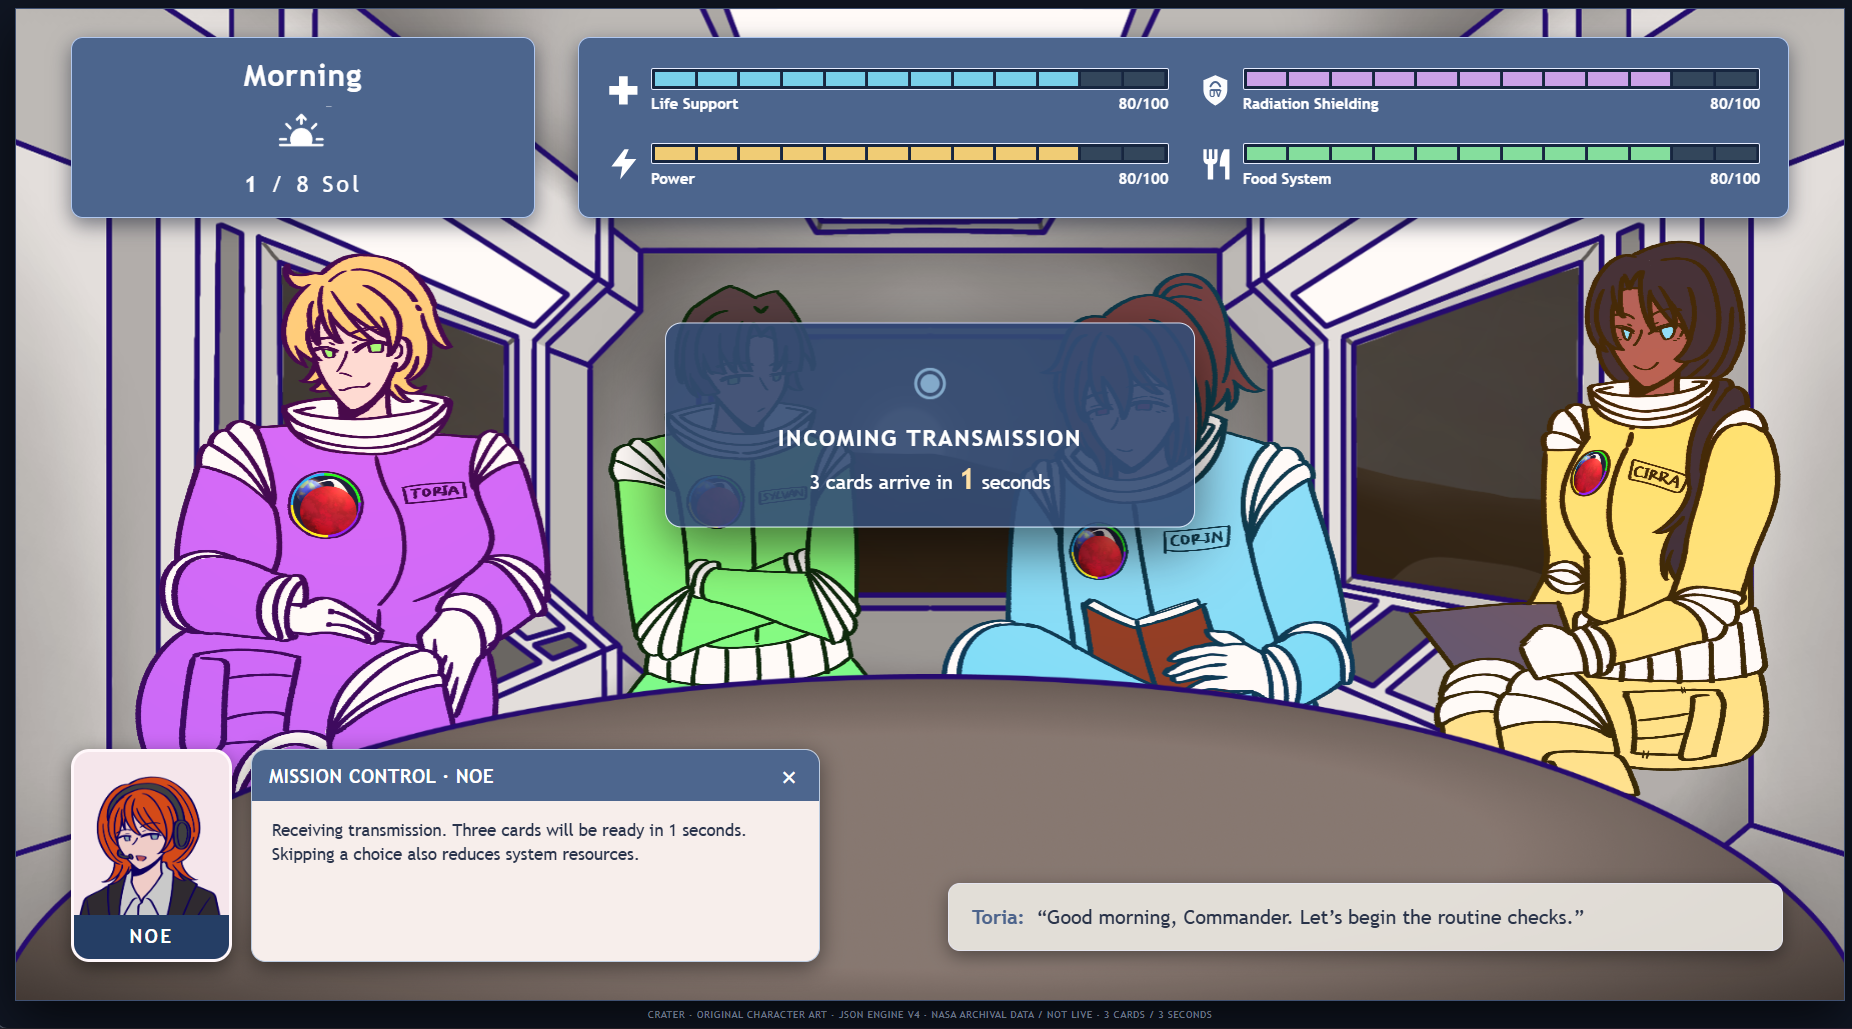 Morning
1 / 8 Sol
Life Support 80/100
Radiation Shielding 80/100
UV
Power 80/100
Food System 80/100
TORIA
SYLVAN
CORIN
CIRRA
INCOMING TRANSMISSION
3 cards arrive in 1 seconds
NOE
MISSION CONTROL · NOE
×
Receiving transmission. Three cards will be ready in 1 seconds.
Skipping a choice also reduces system resources.
Toria: “Good morning, Commander. Let’s begin the routine checks.”
CRATER · ORIGINAL CHARACTER ART · JSON ENGINE V4 · NASA ARCHIVAL DATA / NOT LIVE · 3 CARDS / 3 SECONDS